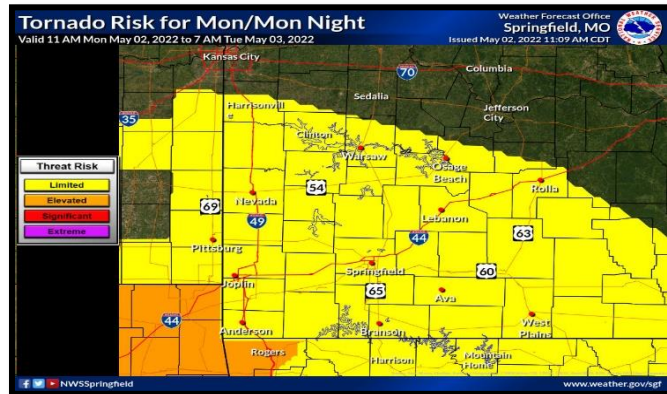 Tornado Risk for Mon/Mon Night
Valid 11 AM Mon May 02, 2022 to 7 AM Tue May 03, 2022
Weather Forecast Office
Springfield, MO
Issued May 02, 2022 11:09 AM CDT
Kansas City
70
Columbia
Sedalia
35
Harrisonvill
e
Jefferson
City
Clinton
Warsaw
Osage
Beach
Threat Risk
Limited
Elevated
Significant
Extreme
54
Rolla
69
Nevada
49
Lebanon
63
44
Pittsburg
Springfield
60
Joplin
65
Ava
44
Anderson
Branson
West
Plains
Rogers
Harrison
Mountain
Home
NWSSpringfield
www.weather.gov/sgf